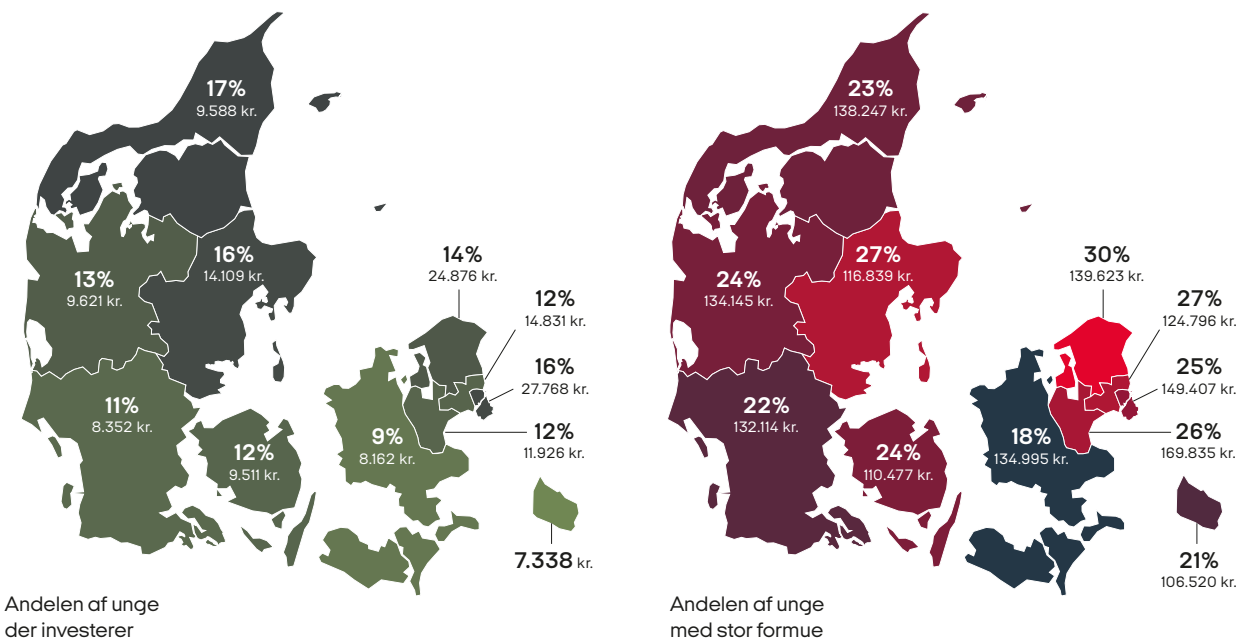 17%
9.588 kr.
16%
14.109 kr.
13%
9.621 kr.
14%
24.876 kr.
12%
14.831 kr.
16%
27.768 kr.
12%
11.926 kr.
11%
8.352 kr.
12%
9.511 kr.
9%
8.162 kr.
7.338 kr.
Andelen af unge
der investerer
23%
138.247 kr.
27%
116.839 kr.
24%
134.145 kr.
30%
139.623 kr.
27%
124.796 kr.
25%
149.407 kr.
26%
169.835 kr.
22%
132.114 kr.
24%
110.477 kr.
18%
134.995 kr.
21%
106.520 kr.
Andelen af unge
med stor formue